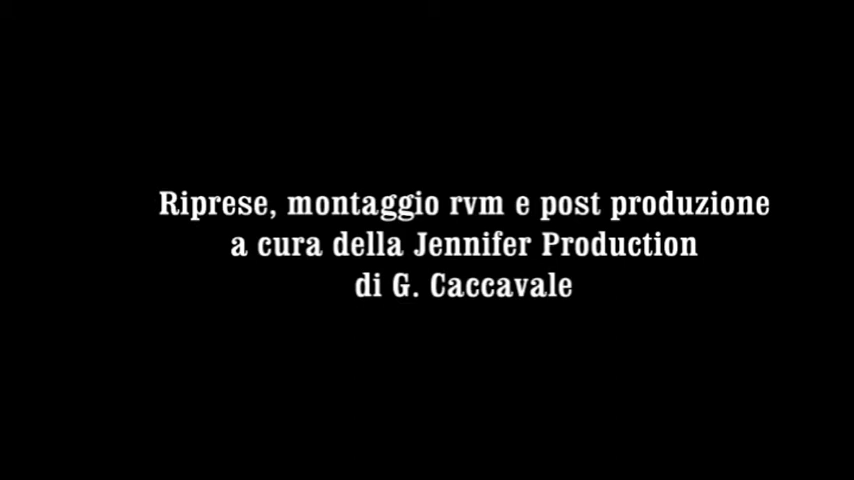 Riprese, montaggio rvm e post produzione
a cura della Jennifer Production
di G. Caccavale